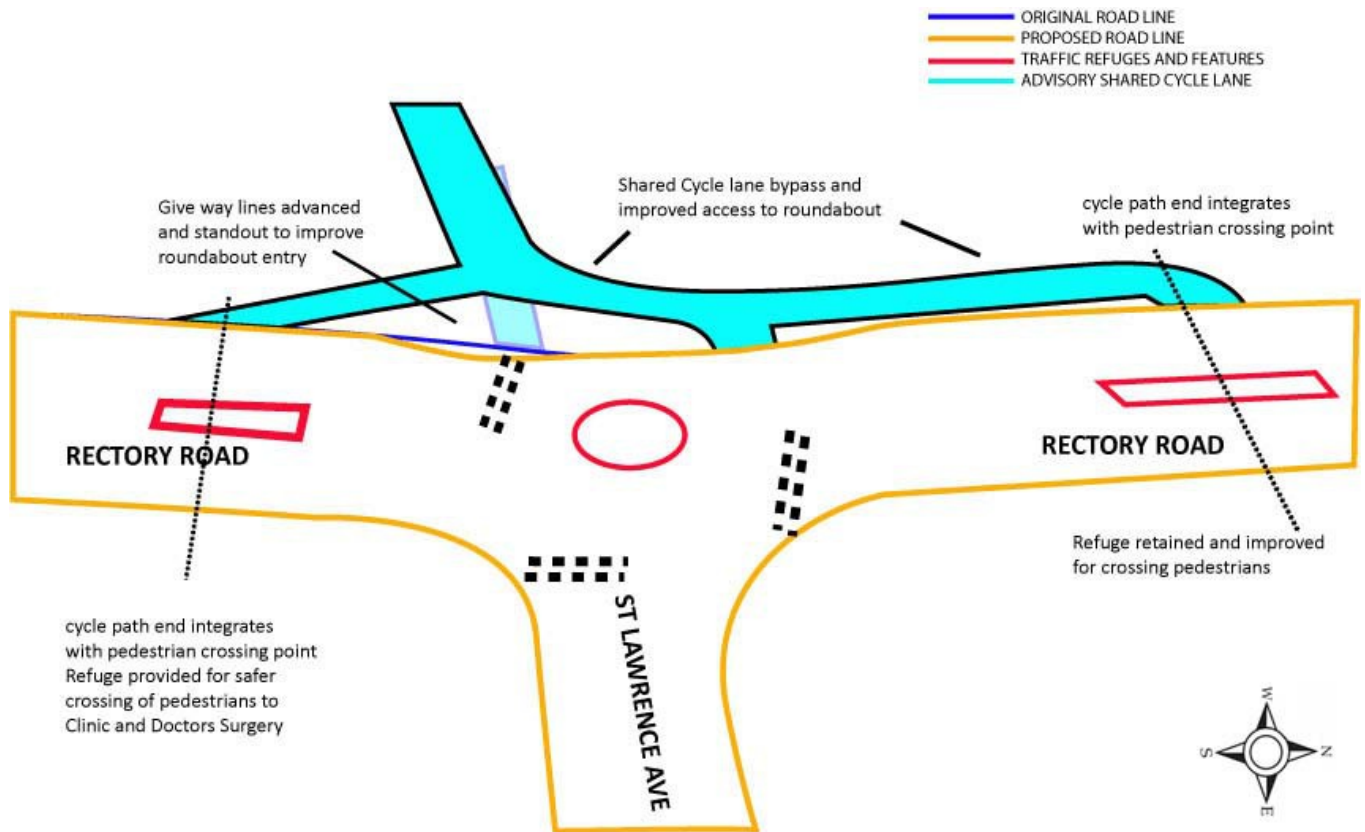 ORIGINAL ROAD LINE
PROPOSED ROAD LINE
TRAFFIC REFUGES AND FEATURES
ADVISORY SHARED CYCLE LANE
Shared Cycle lane bypass and
improved access to roundabout
cycle path end integrates
with pedestrian crossing point
Give way lines advanced
and standout to improve
roundabout entry
RECTORY ROAD
RECTORY ROAD
Refuge retained and improved
for crossing pedestrians
ST LAWRENCE AVE
cycle path end integrates
with pedestrian crossing point
Refuge provided for safer
crossing of pedestrians to
Clinic and Doctors Surgery
W
S
N
E